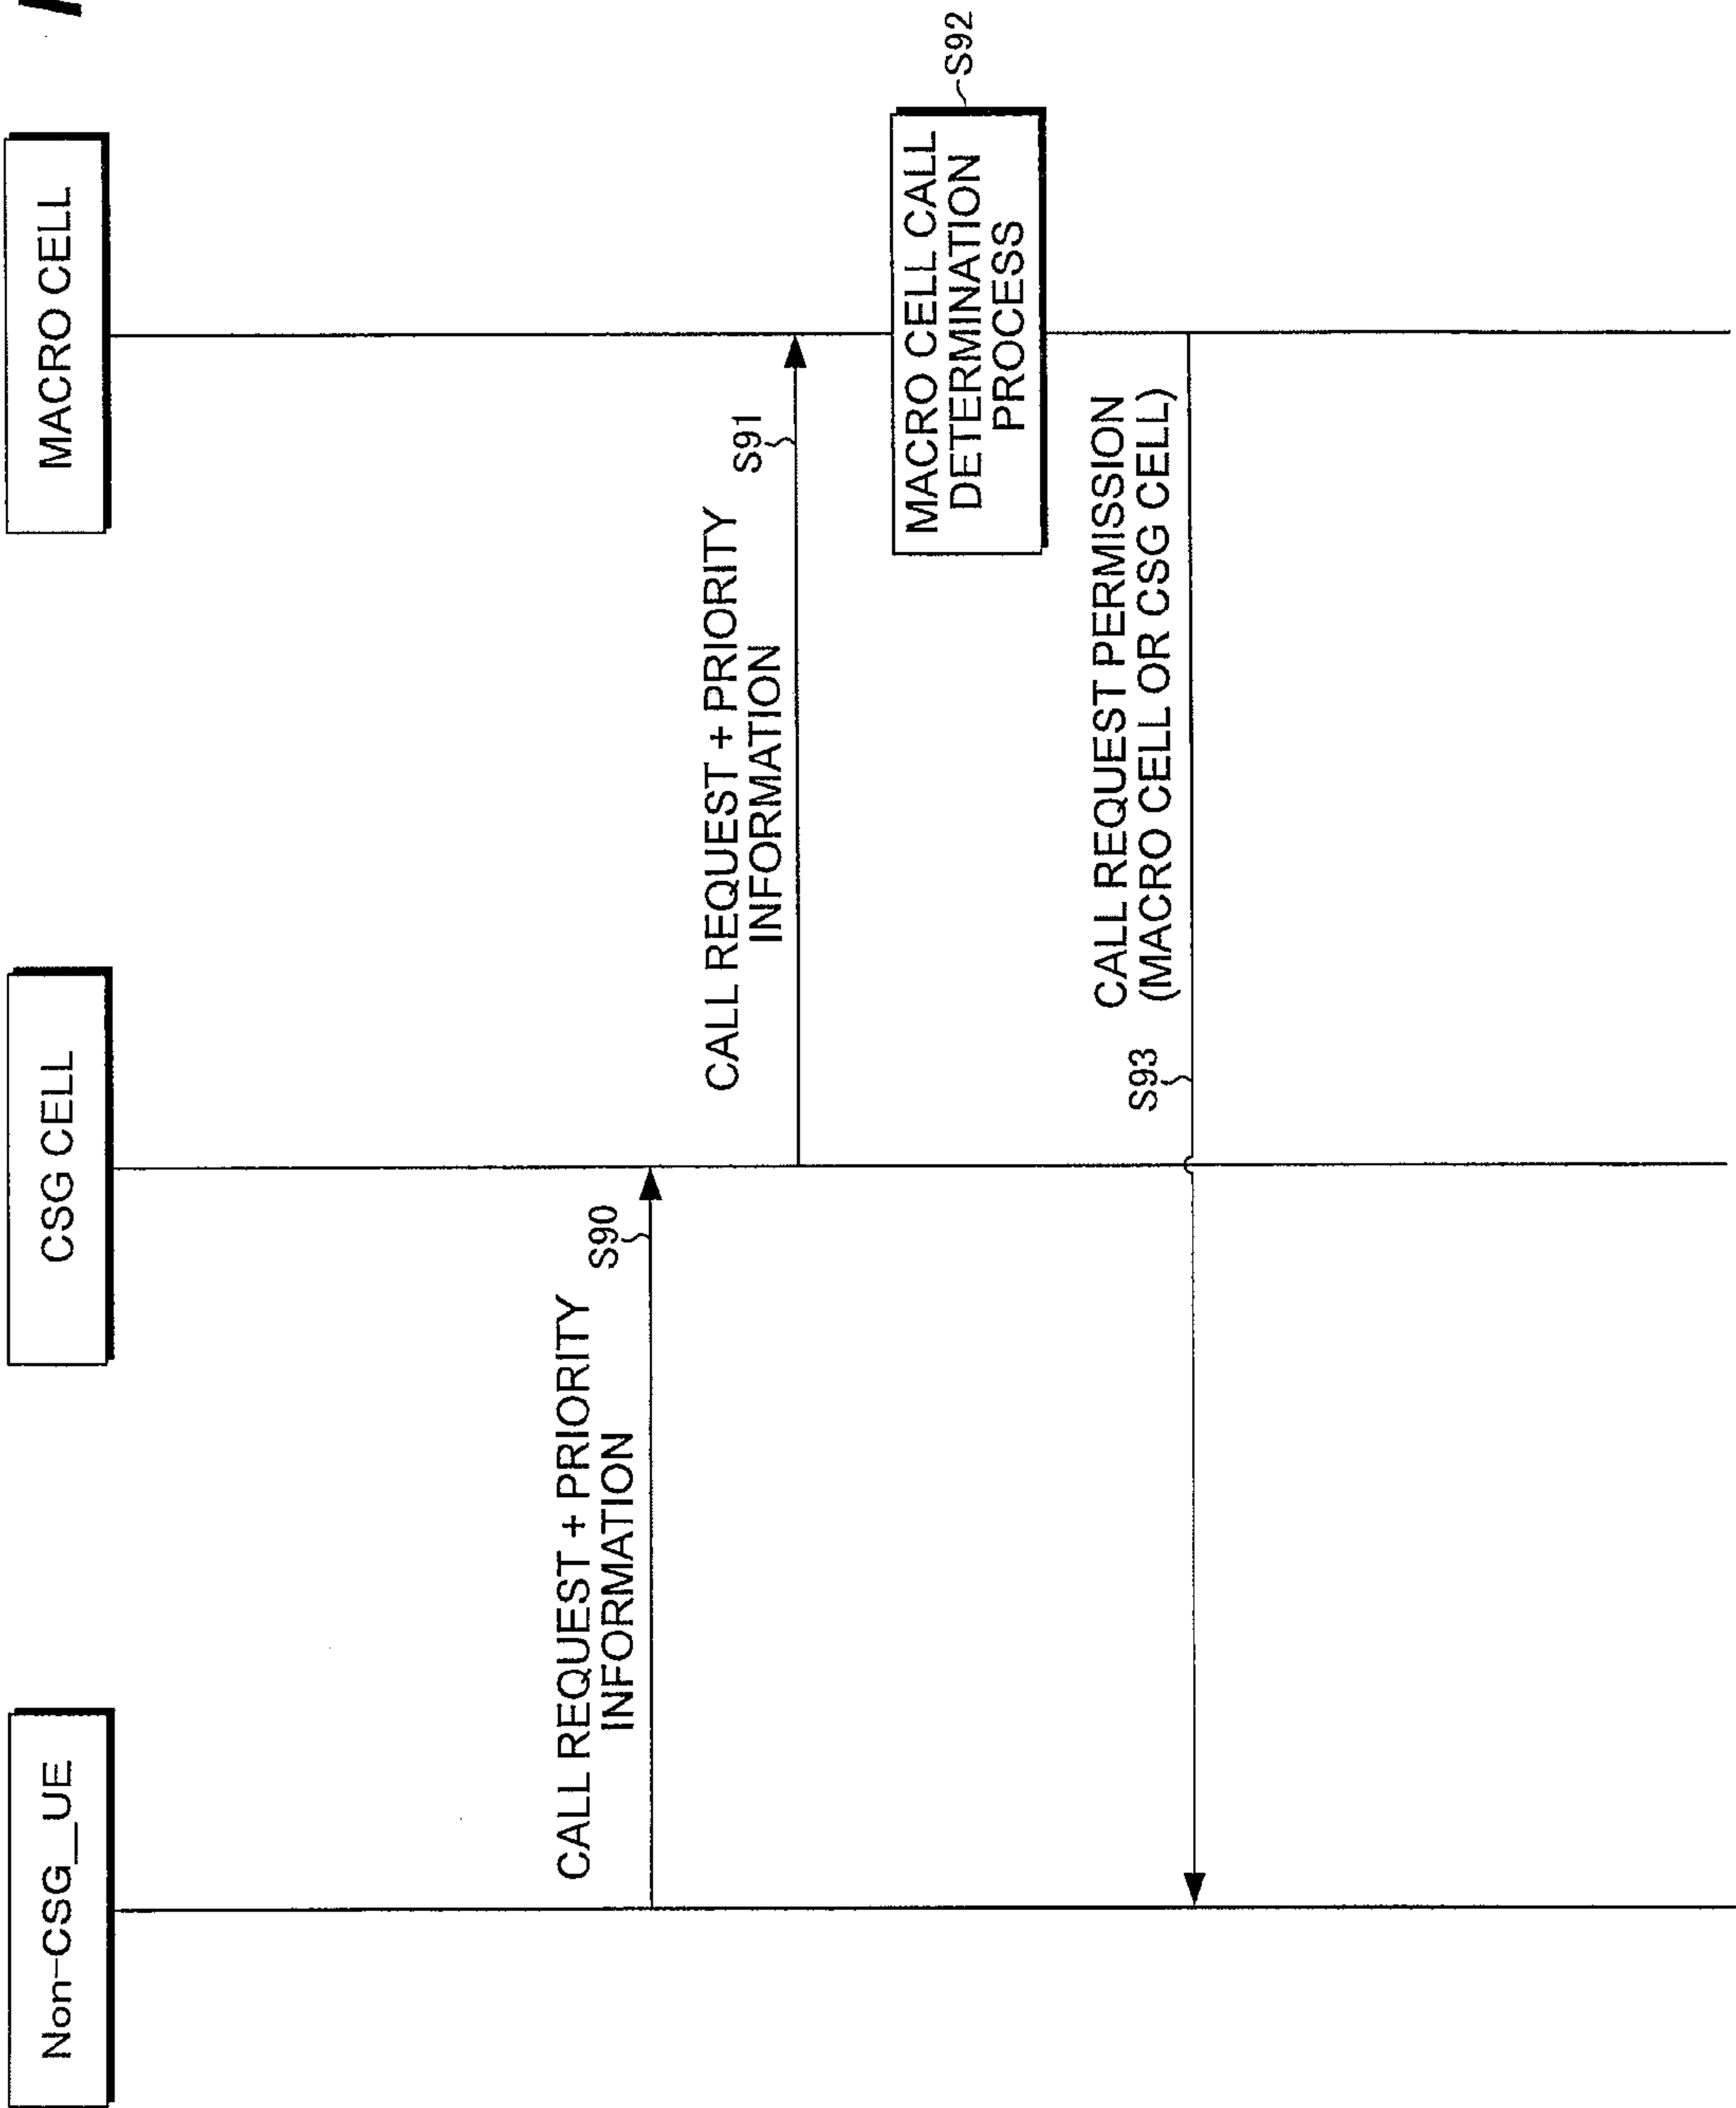 Non-CSG_UE
CSG CELL
MACRO CELL
CALL REQUEST + PRIORITY
INFORMATION
S90
CALL REQUEST + PRIORITY
INFORMATION
S91
MACRO CELL CALL
DETERMINATION
PROCESS
S92
CALL REQUEST PERMISSION
(MACRO CELL OR CSG CELL)
S93